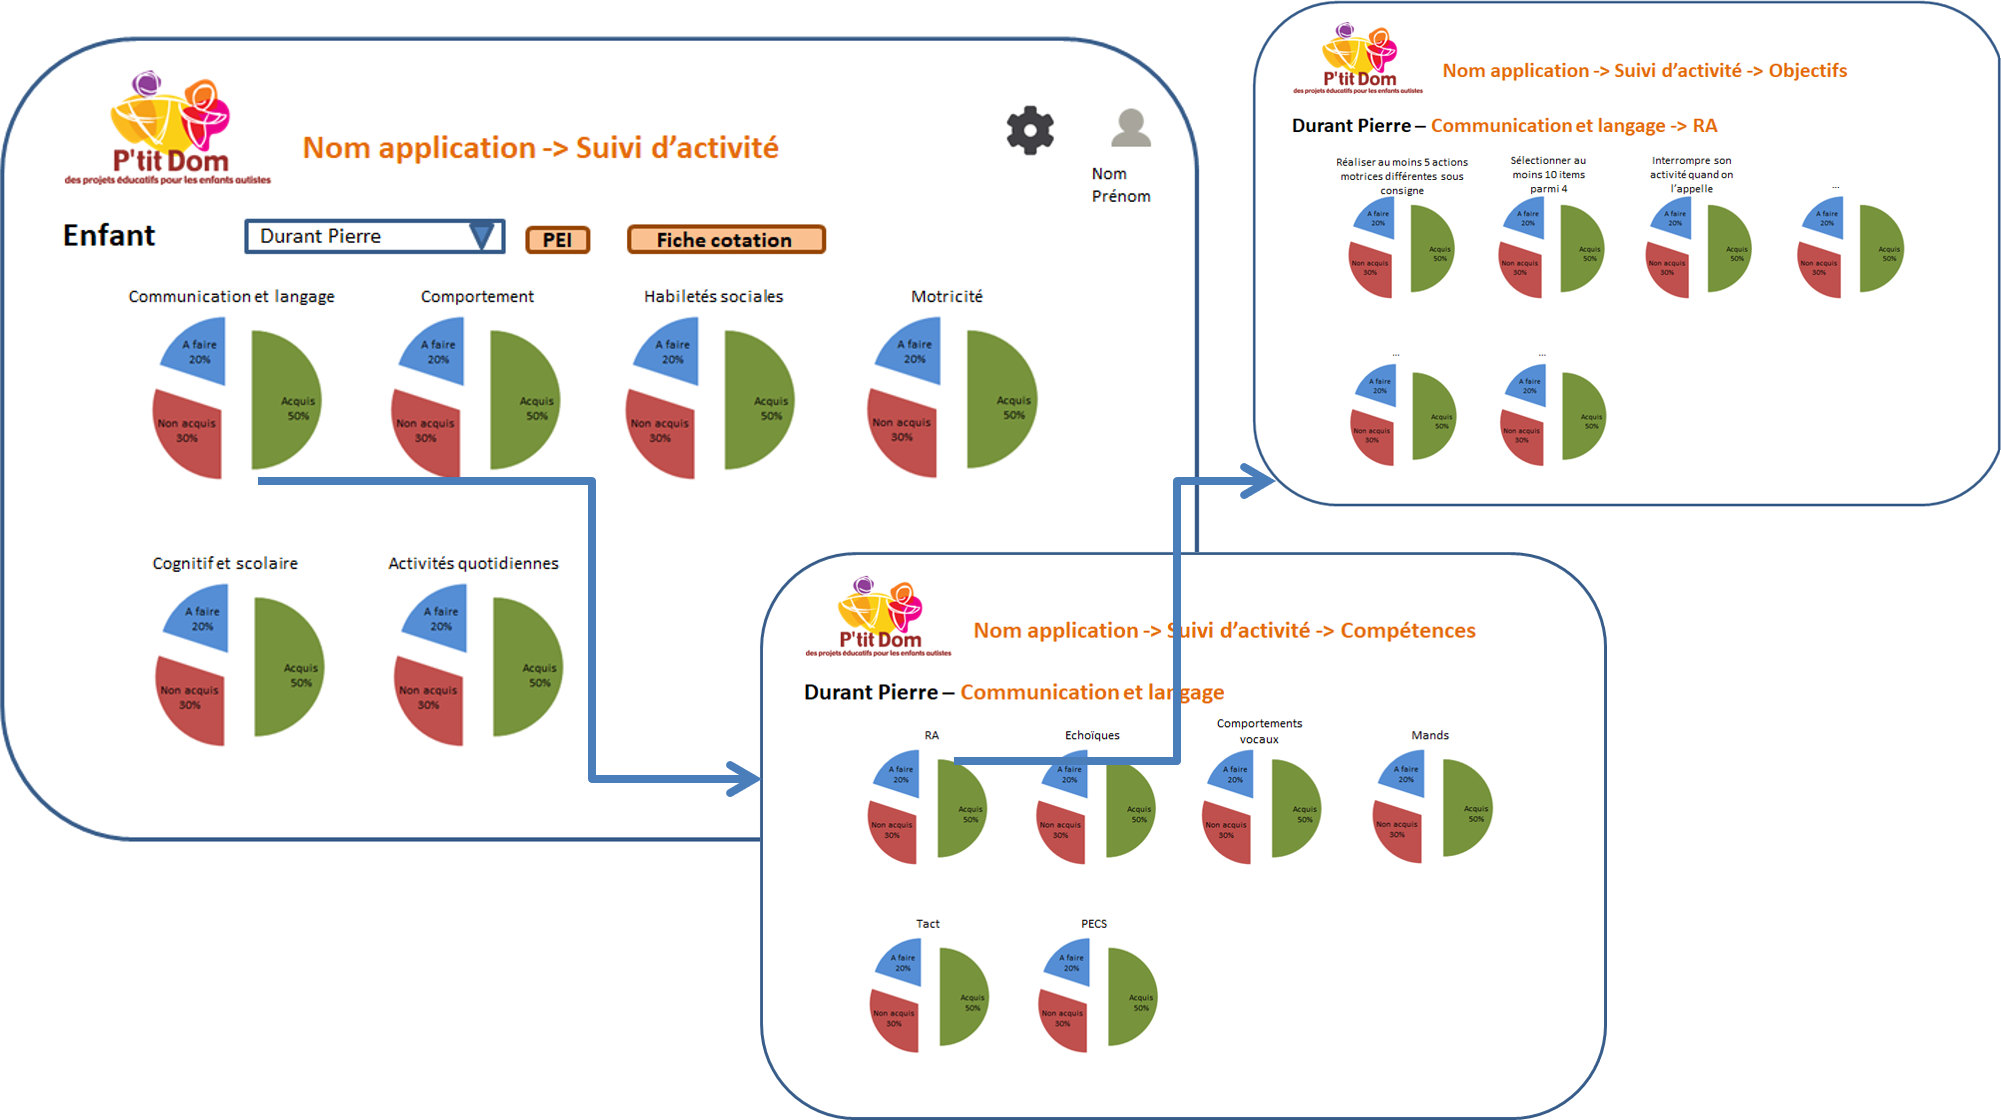 P'tit Dom
des projets éducatifs pour les enfants autistes
Nom application -> Suivi d’activité
Nom
Prénom
Enfant
Durant Pierre
PEI
Fiche cotation
Communication et langage
Comportement
Habiletés sociales
Motricité
A faire
20%
Acquis
50%
Non acquis
30%
A faire
20%
Acquis
50%
Non acquis
30%
A faire
20%
Acquis
50%
Non acquis
30%
A faire
20%
Acquis
50%
Non acquis
30%
Cognitif et scolaire
Activités quotidiennes
A faire
20%
Acquis
50%
Non acquis
30%
A faire
20%
Acquis
50%
Non acquis
30%
P'tit Dom
des projets éducatifs pour les enfants autistes
Nom application -> Suivi d’activité -> Compétences
Durant Pierre – Communication et langage
RA
Echoïques
Comportements
vocaux
Mands
A faire
20%
Acquis
50%
Non acquis
30%
A faire
20%
Acquis
50%
Non acquis
30%
A faire
20%
Acquis
50%
Non acquis
30%
A faire
20%
Acquis
50%
Non acquis
30%
Tact
PECS
A faire
20%
Acquis
50%
Non acquis
30%
A faire
20%
Acquis
50%
Non acquis
30%
P'tit Dom
des projets éducatifs pour les enfants autistes
Nom application -> Suivi d’activité -> Objectifs
Durant Pierre – Communication et langage -> RA
Réaliser au moins 5 actions
motrices différentes sous
consigne
Sélectionner au
moins 10 items
parmi 4
Interrompre son
activité quand on
l’appelle
...
A faire
20%
Acquis
50%
Non acquis
30%
A faire
20%
Acquis
50%
Non acquis
30%
A faire
20%
Acquis
50%
Non acquis
30%
A faire
20%
Acquis
50%
Non acquis
30%
...
...
A faire
20%
Acquis
50%
Non acquis
30%
A faire
20%
Acquis
50%
Non acquis
30%